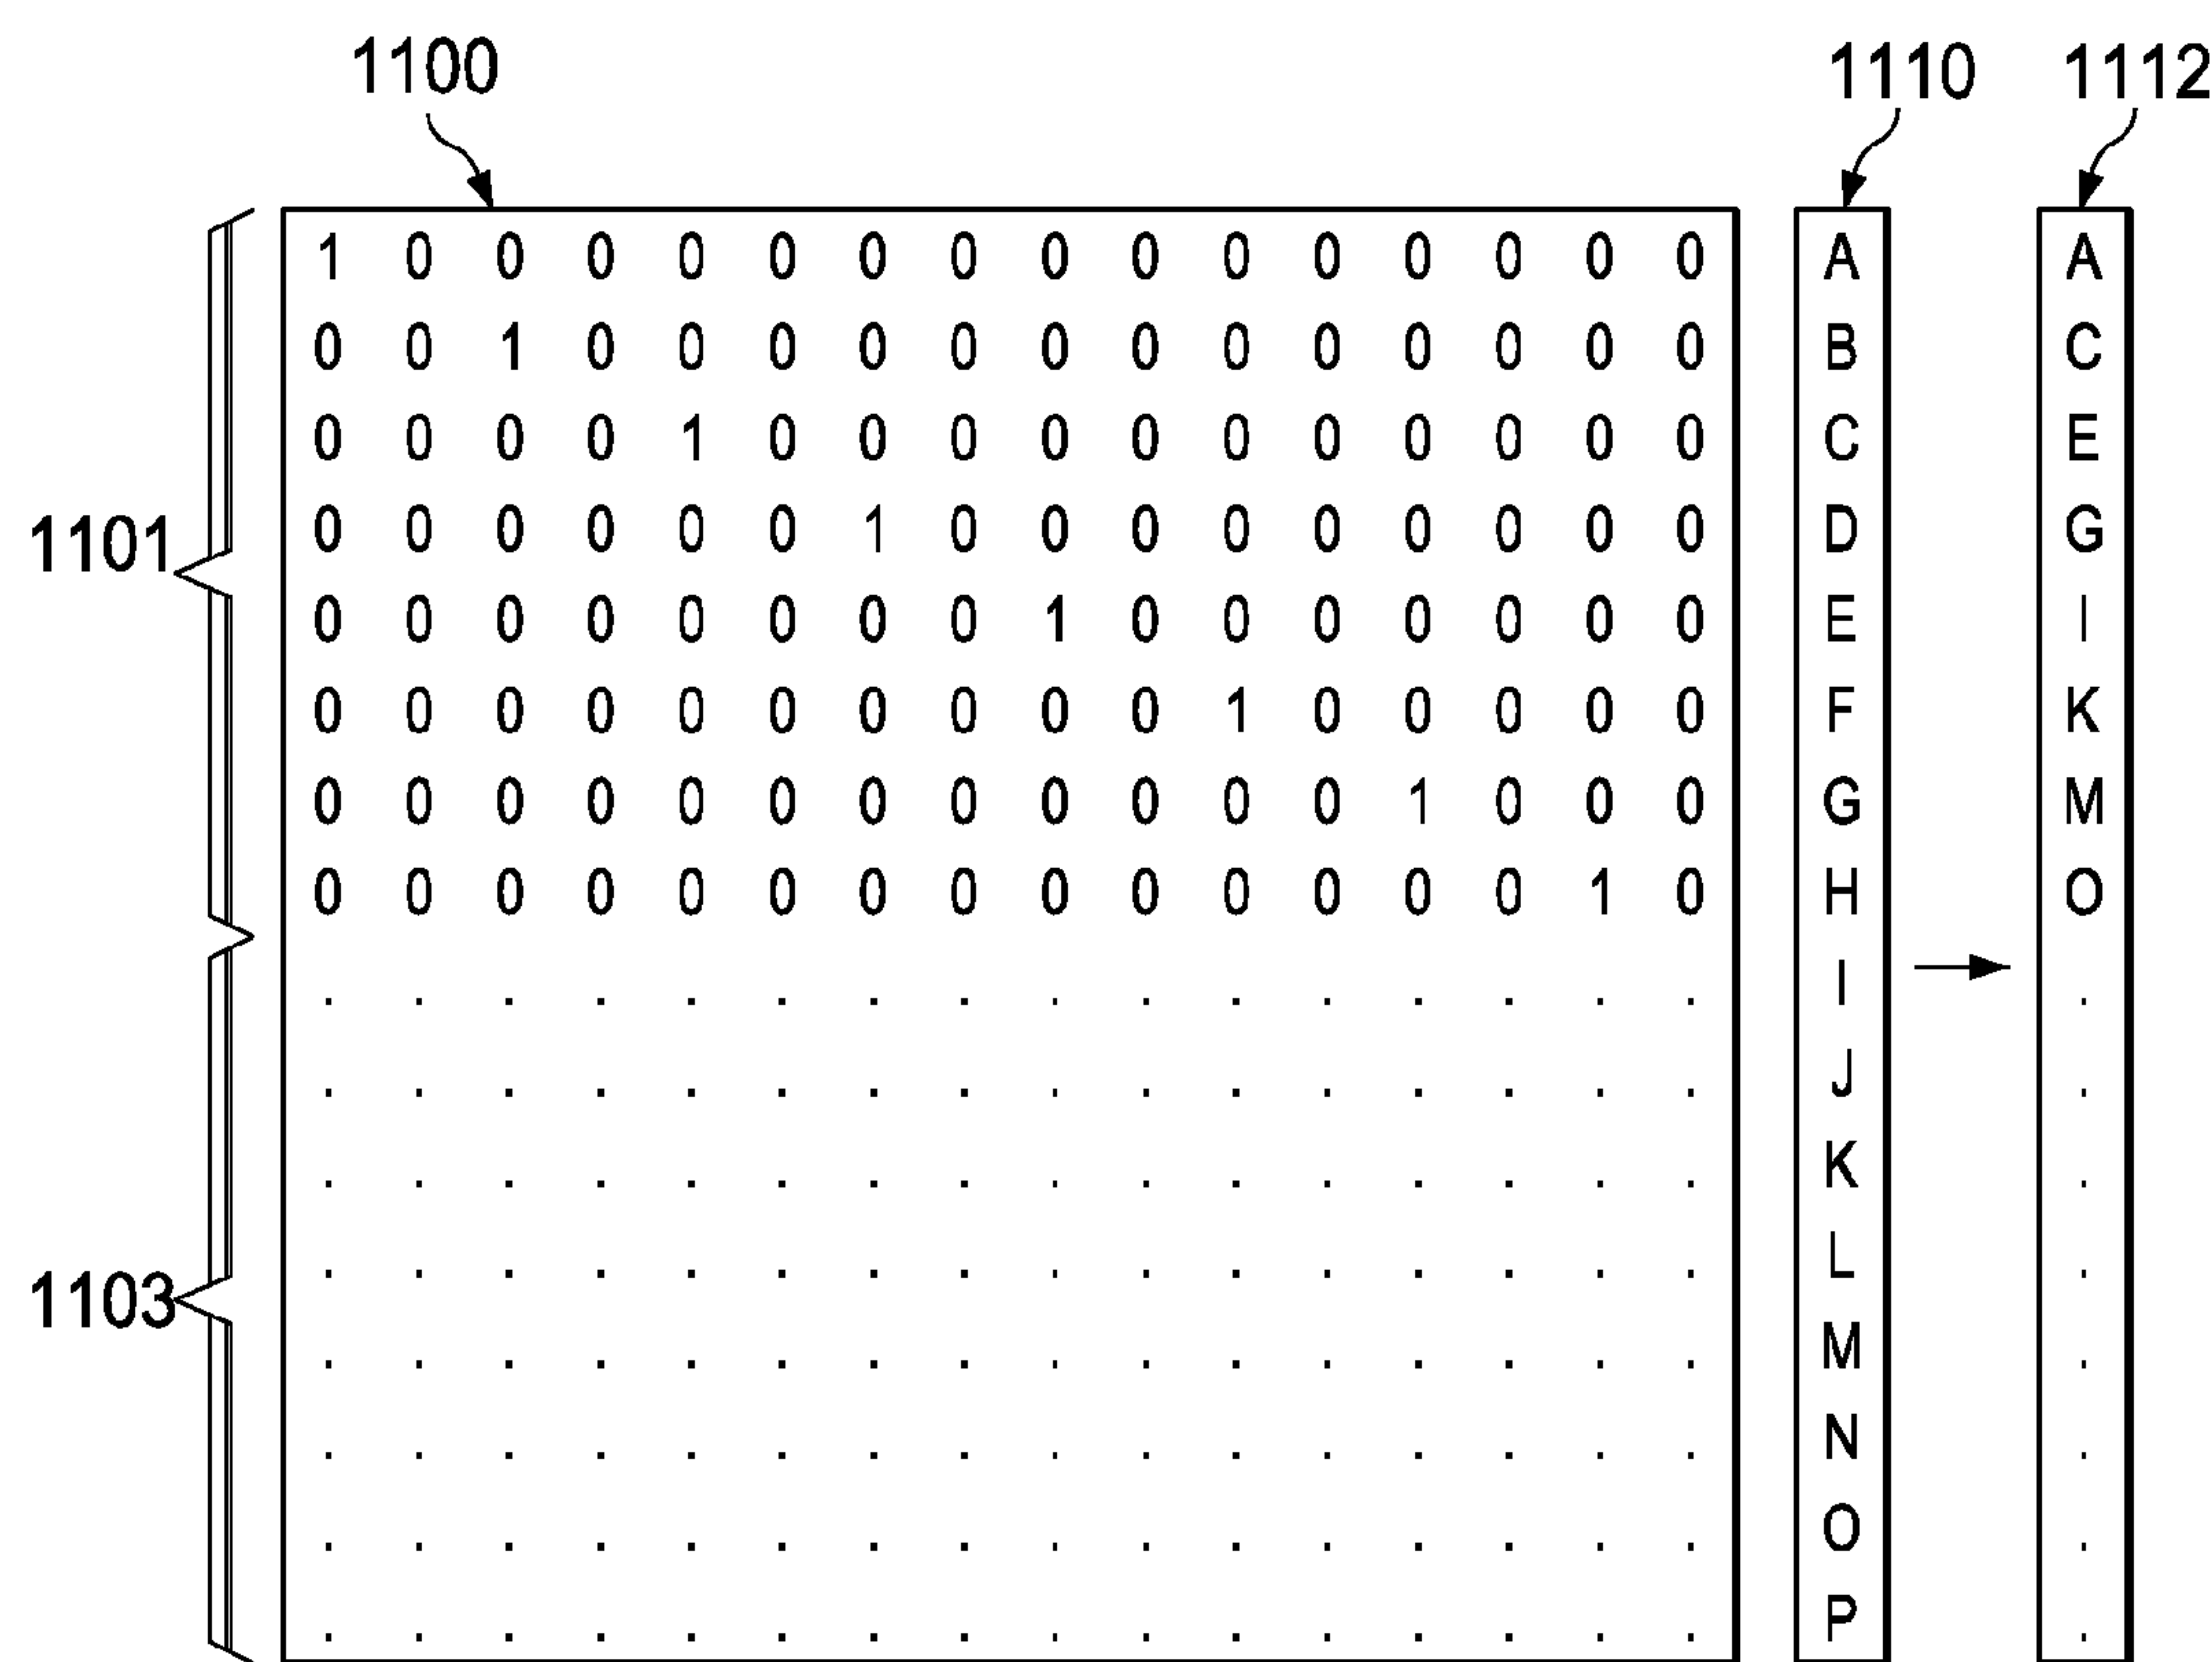 1100 1110 1112
1 0 0 0 0 0 0 0 0 0 0 0 0 0 0 0 A A
0 0 1 0 0 0 0 0 0 0 0 0 0 0 0 0 B C
0 0 0 0 1 0 0 0 0 0 0 0 0 0 0 0 C E
0 0 0 0 0 0 1 0 0 0 0 0 0 0 0 0 D G
1101
0 0 0 0 0 0 0 0 1 0 0 0 0 0 0 0 E I
0 0 0 0 0 0 0 0 0 0 1 0 0 0 0 0 F K
0 0 0 0 0 0 0 0 0 0 0 0 1 0 0 0 G M
0 0 0 0 0 0 0 0 0 0 0 0 0 0 1 0 H O
. . . . . . . . . . . . . . . . I .
. . . . . . . . . . . . . . . . J .
. . . . . . . . . . . . . . . . K .
. . . . . . . . . . . . . . . . L .
1103
. . . . . . . . . . . . . . . . M .
. . . . . . . . . . . . . . . . N .
. . . . . . . . . . . . . . . . O .
. . . . . . . . . . . . . . . . P .